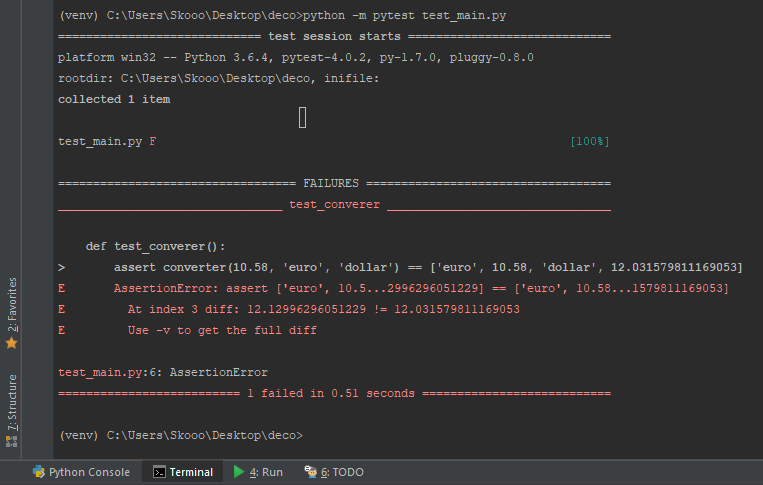 (venv) C:\Users\Skooo\Desktop\deco>python -m pytest test_main.py
============================= test session starts =============================
platform win32 -- Python 3.6.4, pytest-4.0.2, py-1.7.0, pluggy-0.8.0
rootdir: C:\Users\Skooo\Desktop\deco, inifile:
collected 1 item
test_main.py F [100%]
================================== FAILURES ===================================
________________________________ test_converer ________________________________
def test_converer():
> assert converter(10.58, 'euro', 'dollar') == ['euro', 10.58, 'dollar', 12.031579811169053]
E AssertionError: assert ['euro', 10.5...2996296051229] == ['euro', 10.58...1579811169053]
E At index 3 diff: 12.12996296051229 != 12.031579811169053
E Use -v to get the full diff
test_main.py:6: AssertionError
========================== 1 failed in 0.51 seconds ===========================
(venv) C:\Users\Skooo\Desktop\deco>
2: Favorites
7: Structure
Python Console Terminal 4: Run 6: TODO